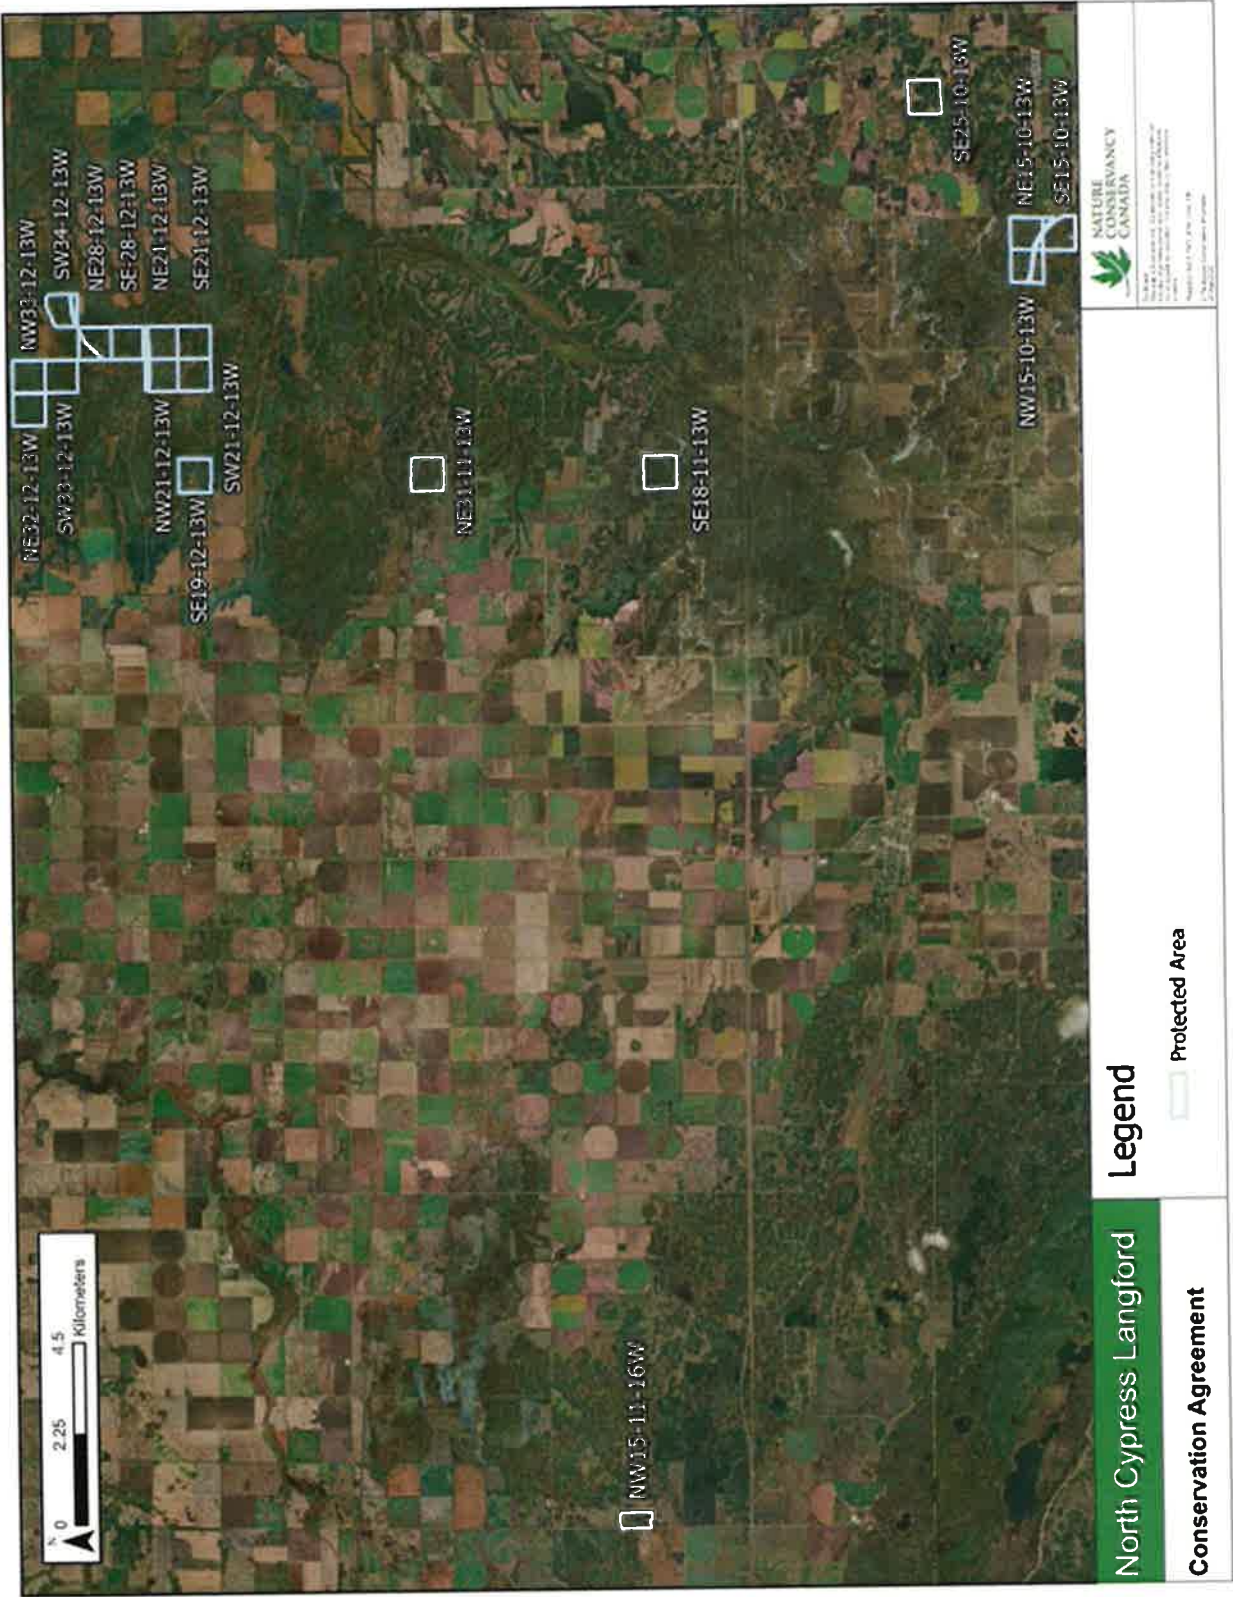 N
0 2.25 4.5
Kilometers
NE32-12-13W
NW33-12-13W
SW33-12-13W
SW34-12-13W
NE28-12-13W
SE-28-12-13W
NW21-12-13W
NE21-12-13W
SE19-12-13W
SW21-12-13W
SE21-12-13W
NE31-11-13W
NW15-11-16W
SE18-11-13W
SE25-10-13W
NW15-10-13W
NE15-10-13W
SE15-10-13W
North Cypress Langford
Conservation Agreement
Legend
Protected Area
NATURE
CONSERVANCY
CANADA